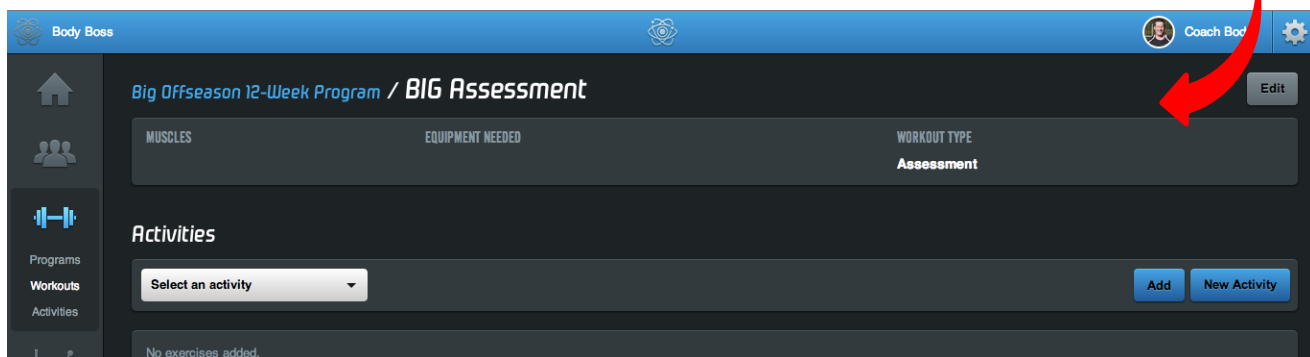 Body Boss
Coach Bod
Big Offseason 12-Week Program / BIG Assessment
Edit
MUSCLES
EQUIPMENT NEEDED
WORKOUT TYPE
Assessment
Activities
Programs
Workouts
Activities
Select an activity
Add
New Activity
No exercises added.